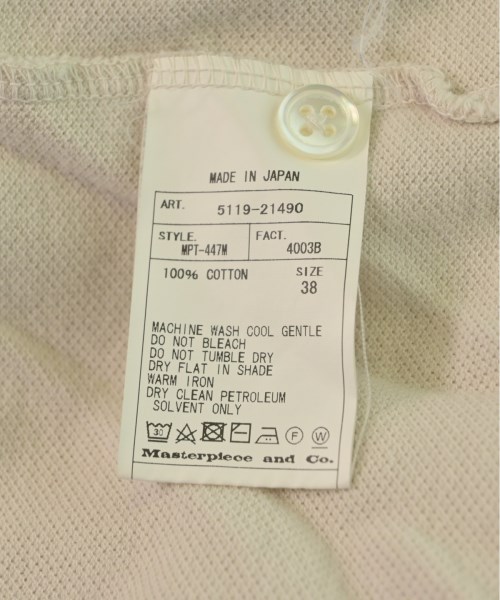 MADE IN JAPAN
ART. 5119-21490
STYLE. FACT.
MPT-447M 4003B
100% COTTON SIZE
38
MACHINE WASH COOL GENTLE
DO NOT BLEACH
DO NOT TUMBLE DRY
DRY FLAT IN SHADE
WARM IRON
DRY CLEAN PETROLEUM
SOLVENT ONLY
30 F W
Masterpiece and Co.